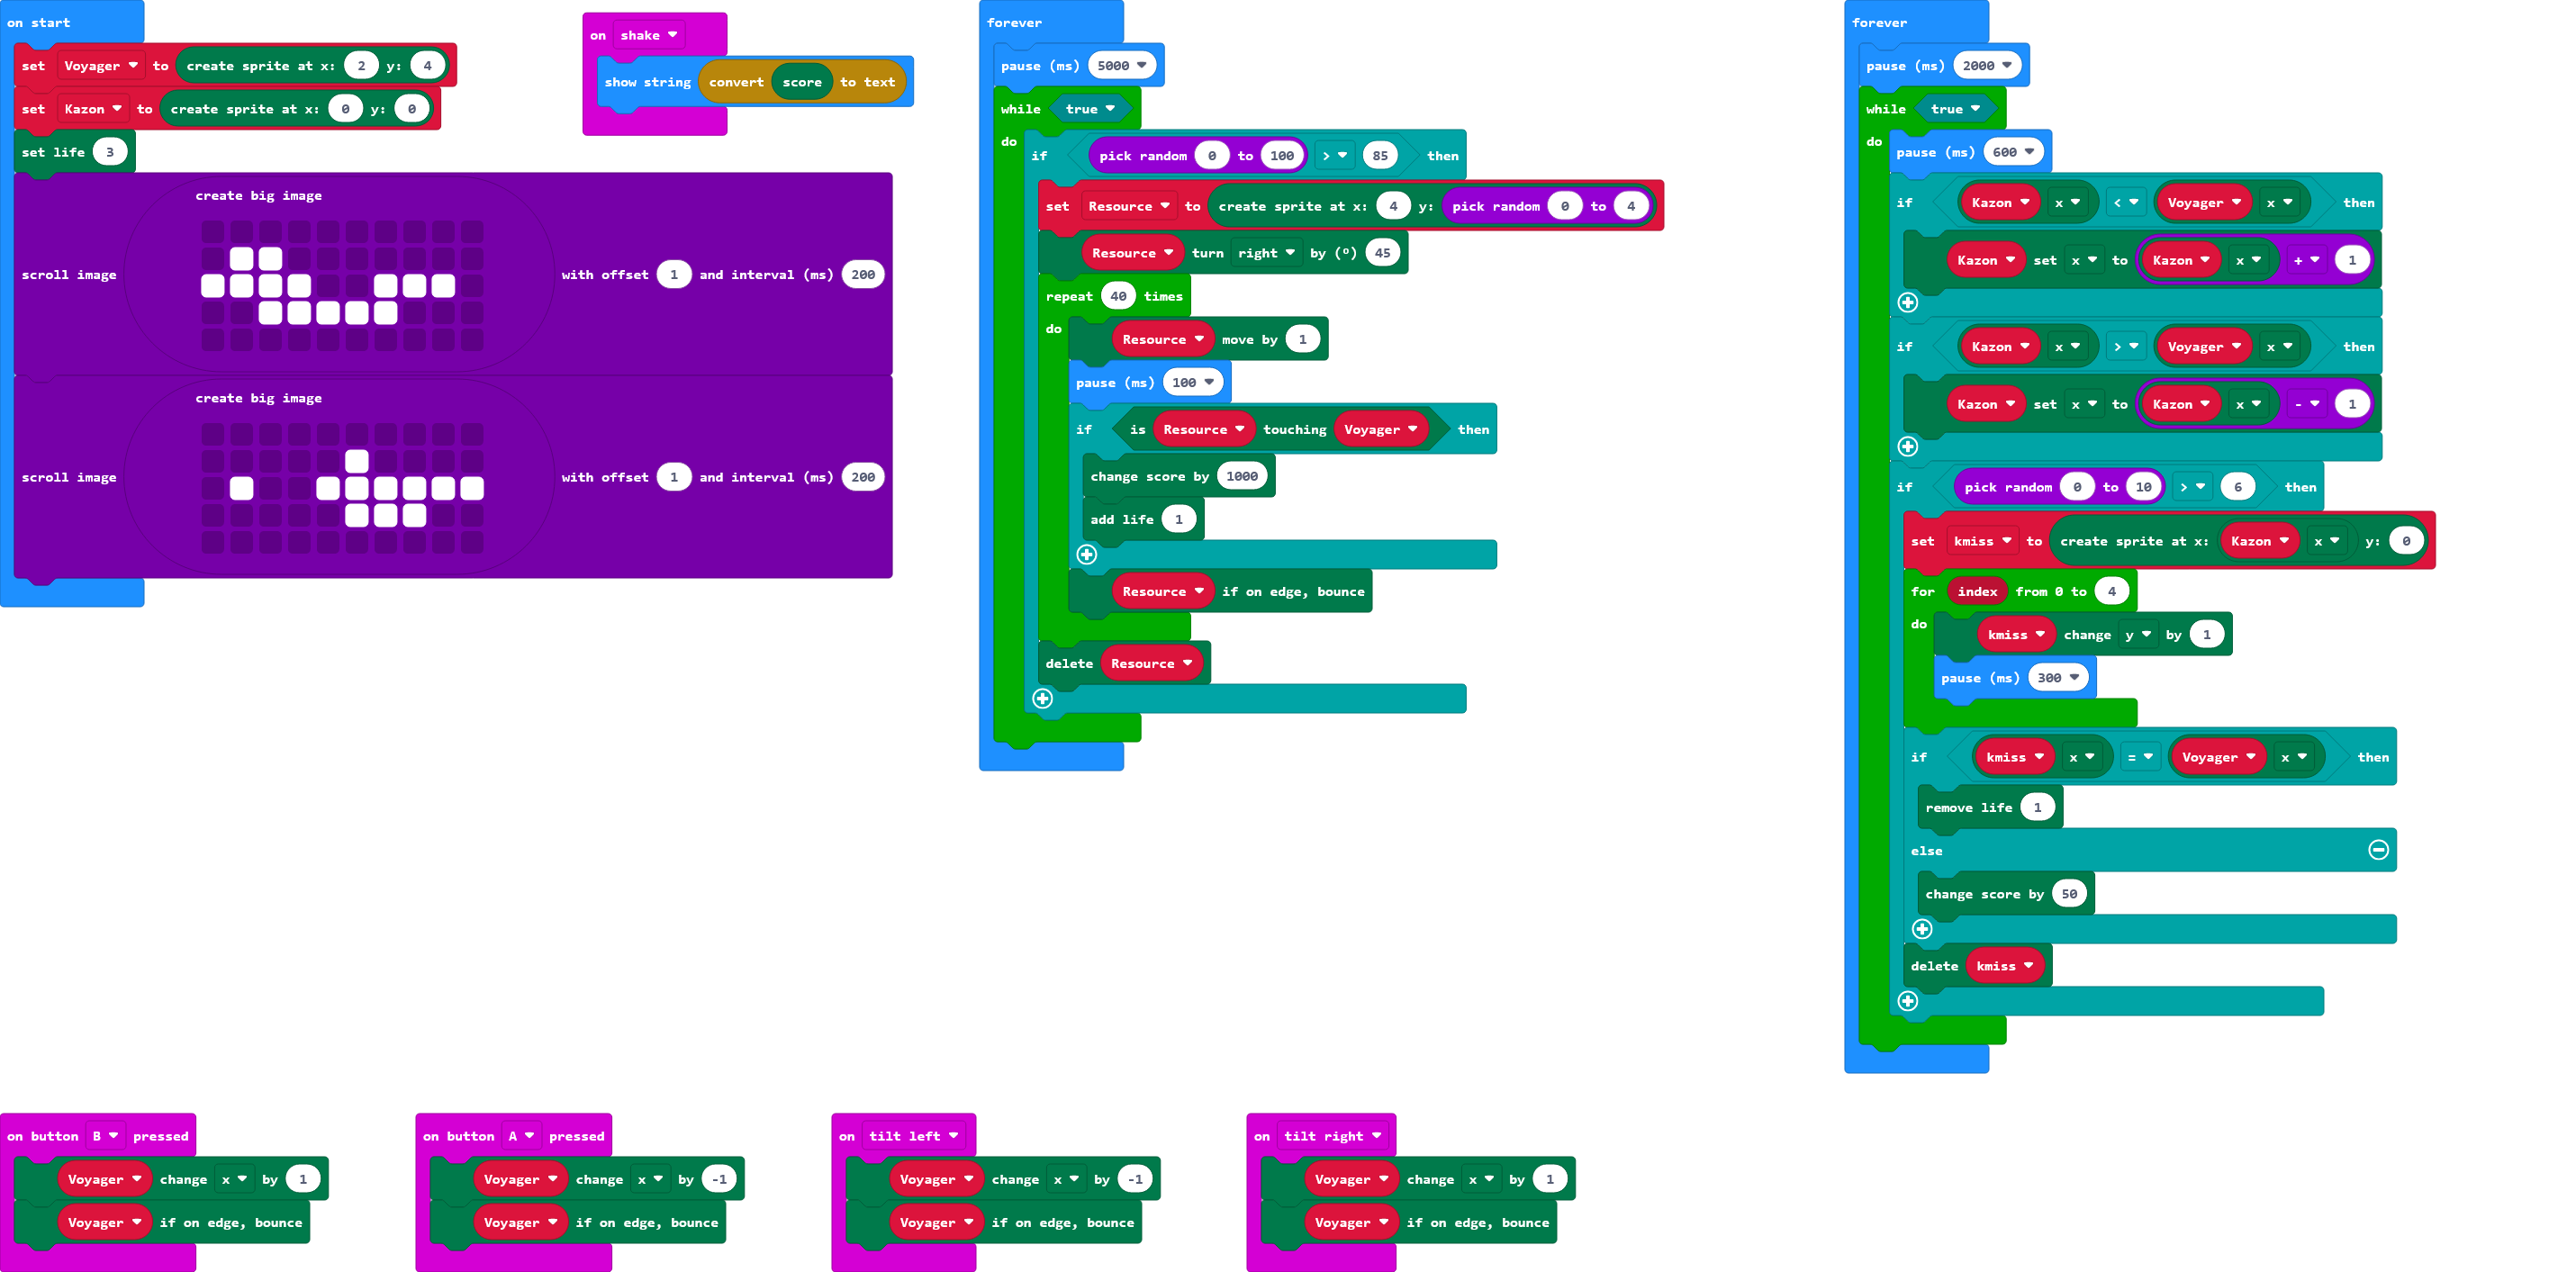 on start
set Voyager to create sprite at x: 2 y: 4
set Kazon to create sprite at x: 0 y: 0
set life 3
create big image
scroll image with offset 1 and interval (ms) 200
create big image
scroll image with offset 1 and interval (ms) 200
on shake
show string convert score to text
forever
pause (ms) 5000
while true
do
if pick random 0 to 100 > 85 then
set Resource to create sprite at x: 4 y: pick random 0 to 4
Resource turn right by (°) 45
repeat 40 times
do
Resource move by 1
pause (ms) 100
if is Resource touching Voyager then
change score by 1000
add life 1
Resource if on edge, bounce
delete Resource
forever
pause (ms) 2000
while true
do
pause (ms) 600
if Kazon x < Voyager x then
Kazon set x to Kazon x + 1
if Kazon x > Voyager x then
Kazon set x to Kazon x - 1
if pick random 0 to 10 > 6 then
set kmiss to create sprite at x: Kazon x y: 0
for index from 0 to 4
do
kmiss change y by 1
pause (ms) 300
if kmiss x = Voyager x then
remove life 1
else
change score by 50
delete kmiss
on button B pressed
Voyager change x by 1
Voyager if on edge, bounce
on button A pressed
Voyager change x by -1
Voyager if on edge, bounce
on tilt left
Voyager change x by -1
Voyager if on edge, bounce
on tilt right
Voyager change x by 1
Voyager if on edge, bounce